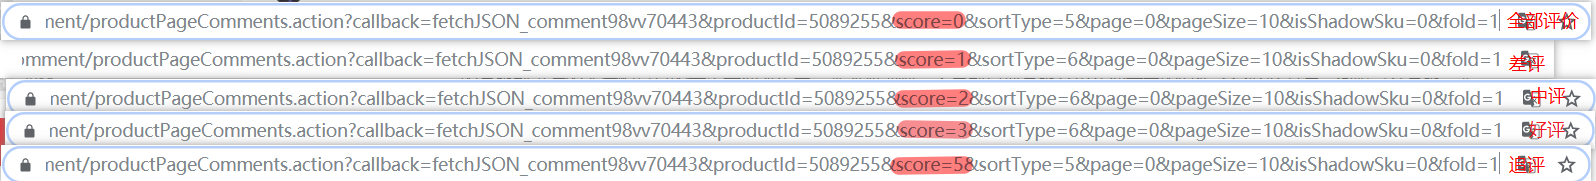 nent/productPageComments.action?callback=fetchJSON_comment98vv70443&productId=5089255&score=0&sortType=5&page=0&pageSize=10&isShadowSku=0&fold=1 全部评价
omment/productPageComments.action?callback=fetchJSON_comment98vv70443&productId=5089255&score=1&sortType=6&page=0&pageSize=10&isShadowSku=0&fold=1 差评
nent/productPageComments.action?callback=fetchJSON_comment98vv70443&productId=5089255&score=2&sortType=6&page=0&pageSize=10&isShadowSku=0&fold=1 中评
nent/productPageComments.action?callback=fetchJSON_comment98vv70443&productId=5089255&score=3&sortType=6&page=0&pageSize=10&isShadowSku=0&fold=1 好评
nent/productPageComments.action?callback=fetchJSON_comment98vv70443&productId=5089255&score=5&sortType=5&page=0&pageSize=10&isShadowSku=0&fold=1 追评